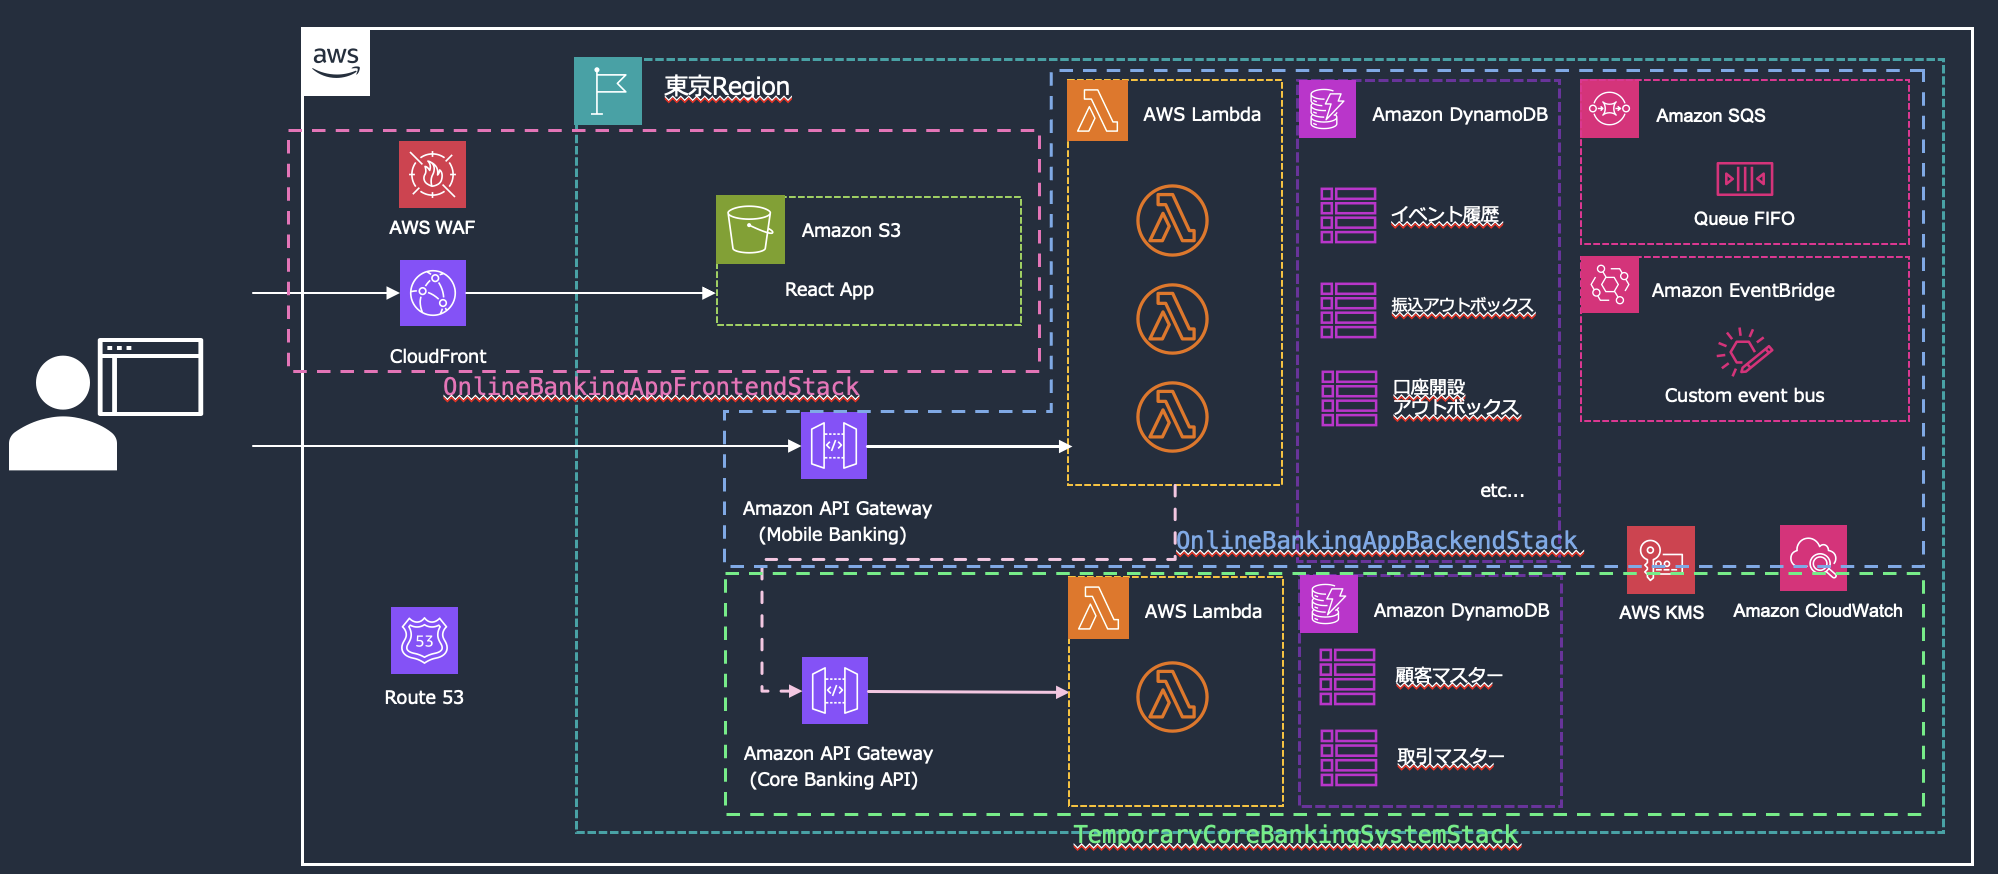 aws
東京Region
AWS WAF
CloudFront
Amazon S3
React App
OnlineBankingAppFrontendStack
AWS Lambda
Amazon DynamoDB
イベント履歴
振込アウトボックス
口座開設
アウトボックス
etc...
Amazon SQS
Queue FIFO
Amazon EventBridge
Custom event bus
Amazon API Gateway
(Mobile Banking)
OnlineBankingAppBackendStack
AWS KMS
Amazon CloudWatch
53
Route 53
Amazon API Gateway
(Core Banking API)
AWS Lambda
Amazon DynamoDB
顧客マスター
取引マスター
TemporaryCoreBankingSystemStack